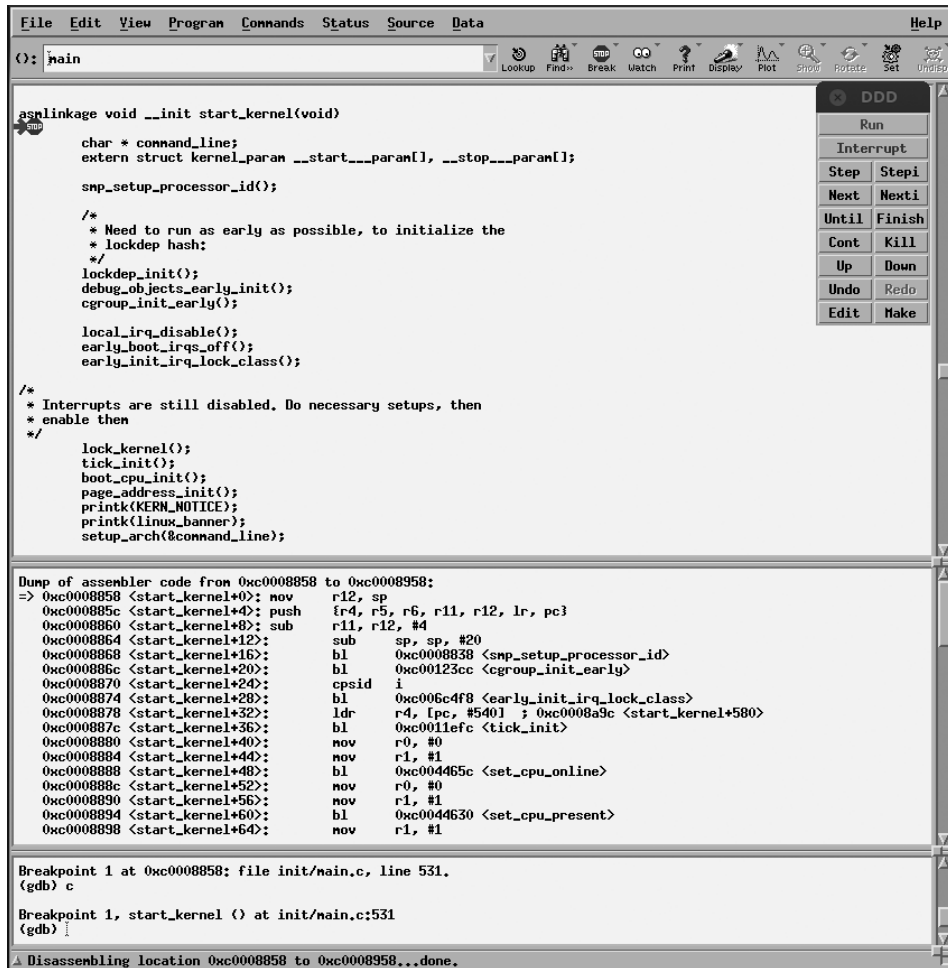 File Edit View Program Commands Status Source Data Help
(): main
Lookup Find» Break Watch Print Display Plot Show Rotate Set Undisp
DDD
Run
Interrupt
Step Stepi
Next Nexti
Until Finish
Cont Kill
Up Down
Undo Redo
Edit Make
asmlinkage void __init start_kernel(void)
STOP
char * command_line;
extern struct kernel_param __start___param[], __stop___param[];
smp_setup_processor_id();
/*
* Need to run as early as possible, to initialize the
* lockdep hash:
*/
lockdep_init();
debug_objects_early_init();
cgroup_init_early();
local_irq_disable();
early_boot_irqs_off();
early_init_irq_lock_class();
/*
* Interrupts are still disabled. Do necessary setups, then
* enable them
*/
lock_kernel();
tick_init();
boot_cpu_init();
page_address_init();
printk(KERN_NOTICE);
printk(linux_banner);
setup_arch(&command_line);
Dump of assembler code from 0xc0008858 to 0xc0008958:
=> 0xc0008858 <start_kernel+0>: mov r12, sp
0xc000885c <start_kernel+4>: push {r4, r5, r6, r11, r12, lr, pc}
0xc0008860 <start_kernel+8>: sub r11, r12, #4
0xc0008864 <start_kernel+12>: sub sp, sp, #20
0xc0008868 <start_kernel+16>: bl 0xc0008838 <smp_setup_processor_id>
0xc000886c <start_kernel+20>: bl 0xc00123cc <cgroup_init_early>
0xc0008870 <start_kernel+24>: cpsid i
0xc0008874 <start_kernel+28>: bl 0xc006c4f8 <early_init_irq_lock_class>
0xc0008878 <start_kernel+32>: ldr r4, [pc, #540] ; 0xc0008a9c <start_kernel+580>
0xc000887c <start_kernel+36>: bl 0xc0011efc <tick_init>
0xc0008880 <start_kernel+40>: mov r0, #0
0xc0008884 <start_kernel+44>: mov r1, #1
0xc0008888 <start_kernel+48>: bl 0xc004465c <set_cpu_online>
0xc000888c <start_kernel+52>: mov r0, #0
0xc0008890 <start_kernel+56>: mov r1, #1
0xc0008894 <start_kernel+60>: bl 0xc0044630 <set_cpu_present>
0xc0008898 <start_kernel+64>: mov r1, #1
Breakpoint 1 at 0xc0008858: file init/main.c, line 531.
(gdb) c
Breakpoint 1, start_kernel () at init/main.c:531
(gdb)
Disassembling location 0xc0008858 to 0xc0008958...done.